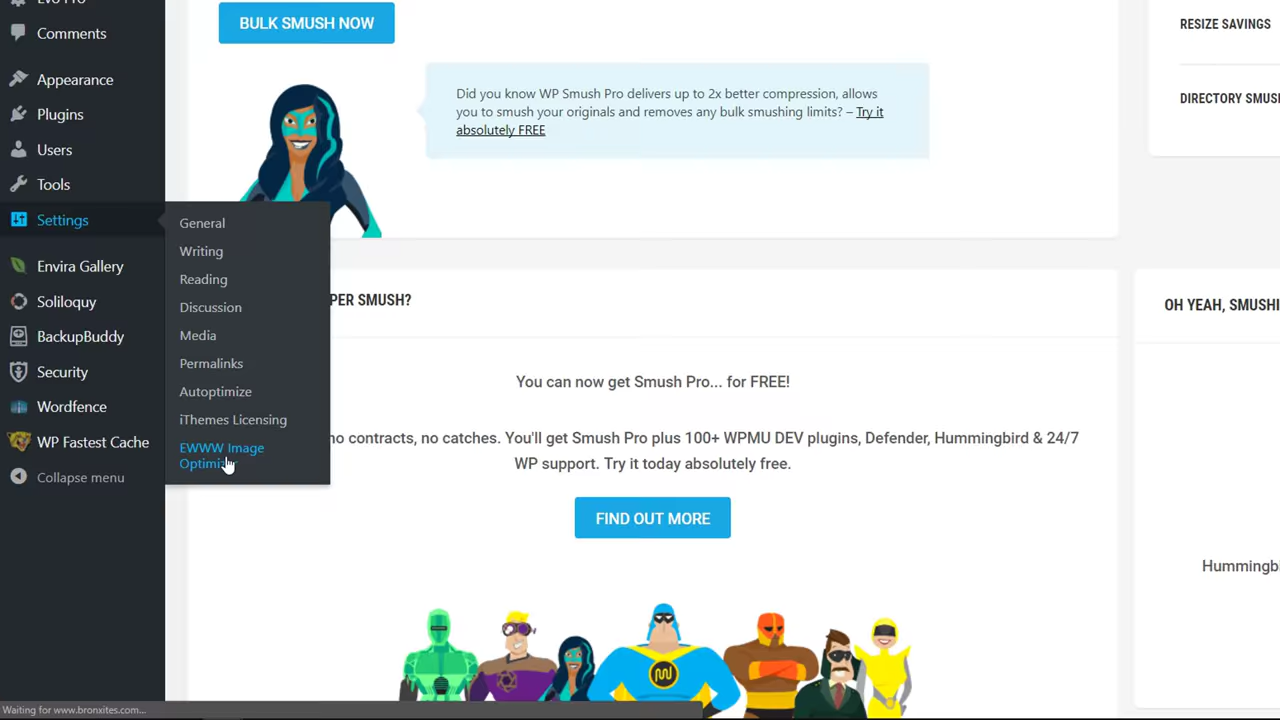 Comments
Appearance
Plugins
Users
Tools
Settings
Envira Gallery
Soliloquy
BackupBuddy
Security
Wordfence
WP Fastest Cache
Collapse menu
General
Writing
Reading
Discussion
Media
Permalinks
Autoptimize
iThemes Licensing
EWWW Image
BULK SMUSH NOW
Did you know WP Smush Pro delivers up to 2x better compression, allows
you to smush your originals and removes any bulk smushing limits? – Try it
absolutely FREE
PER SMUSH?
You can now get Smush Pro... for FREE!
no contracts, no catches. You'll get Smush Pro plus 100+ WPMU DEV plugins, Defender, Hummingbird & 24/7
WP support. Try it today absolutely free.
FIND OUT MORE
RESIZE SAVINGS
DIRECTORY SMUS
OH YEAH, SMUSHI
Hummingbi
Waiting for www.bronxites.com...